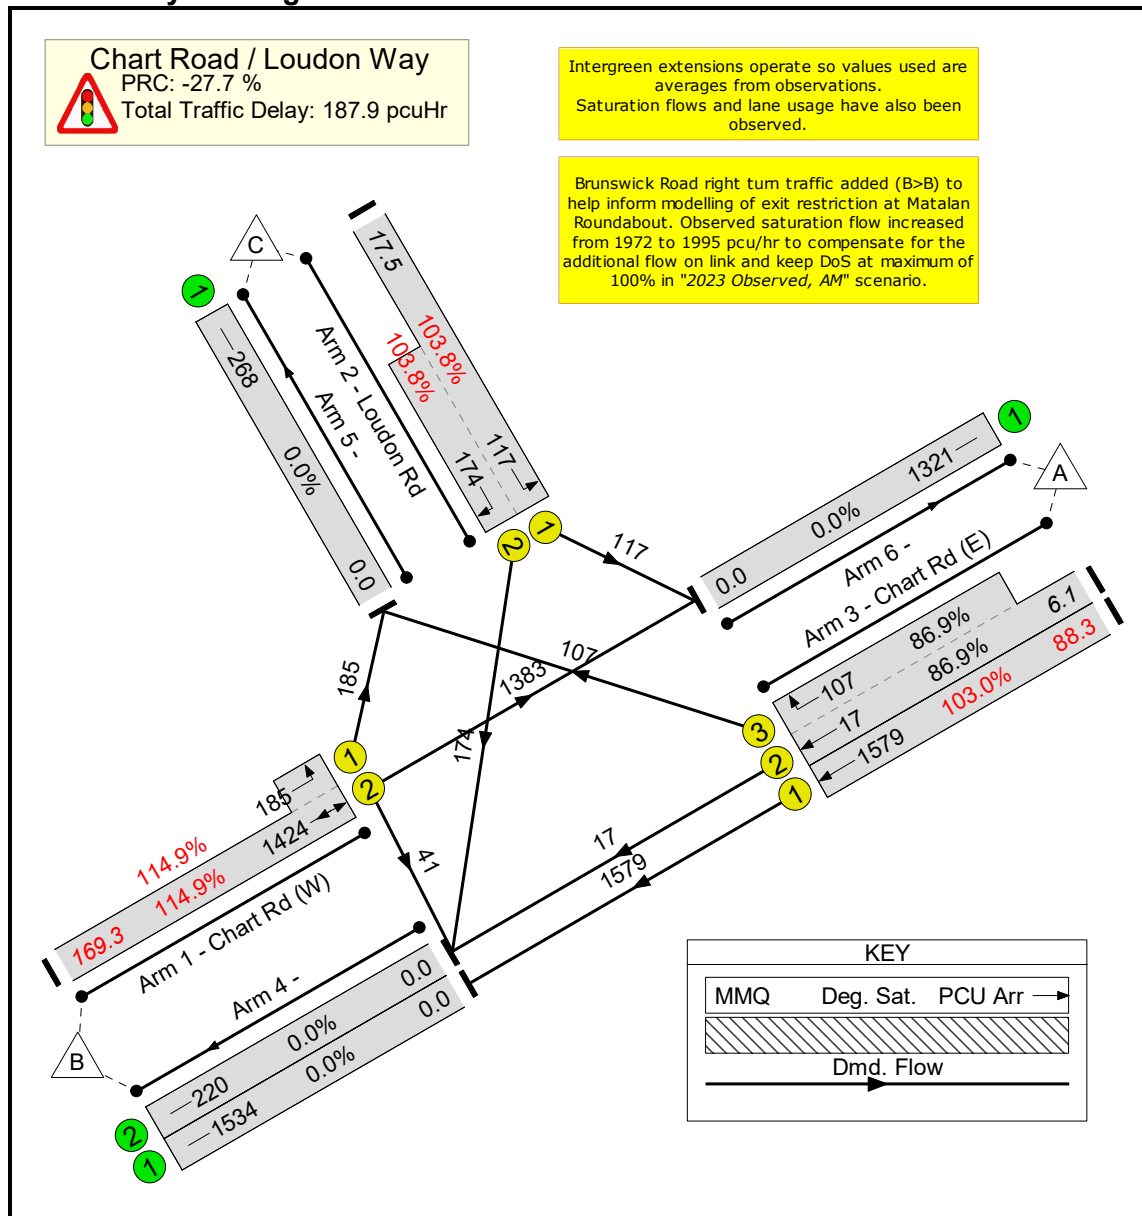 Chart Road / Loudon Way
PRC: -27.7 %
Total Traffic Delay: 187.9 pcuHr
Intergreen extensions operate so values used are
averages from observations.
Saturation flows and lane usage have also been
observed.
Brunswick Road right turn traffic added (B>B) to
help inform modelling of exit restriction at Matalan
Roundabout. Observed saturation flow increased
from 1972 to 1995 pcu/hr to compensate for the
additional flow on link and keep DoS at maximum of
100% in "2023 Observed, AM" scenario.
C
1
268
0.0%
0.0
Arm 5 -
Arm 2 - Loudon Rd
17.5
103.8%
103.8%
117
174
2
1
117
1321
0.0%
0.0
1
A
Arm 6 -
Arm 3 - Chart Rd (E)
86.9%
107
6.1
86.9%
17
88.3
103.0%
1579
3
2
1
107
1383
185
174
41
17
1579
1
2
185
1424
114.9%
114.9%
169.3
Arm 1 - Chart Rd (W)
Arm 4 -
B
0.0
0.0%
220
0.0
0.0%
1534
2
1
KEY
MMQ Deg. Sat. PCU Arr
Dmd. Flow